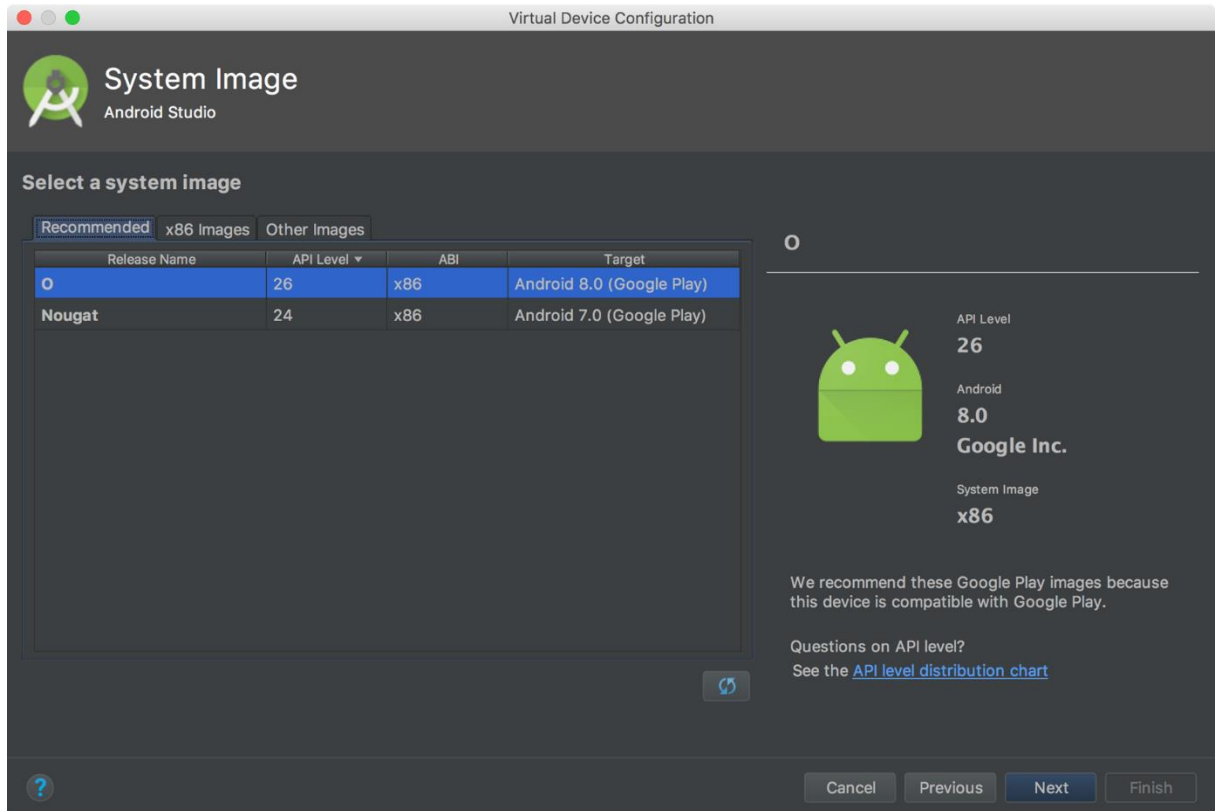 Virtual Device Configuration
System Image
Android Studio
Select a system image
Recommended x86 Images Other Images
Release Name API Level ▼ ABI Target
O 26 x86 Android 8.0 (Google Play)
Nougat 24 x86 Android 7.0 (Google Play)
O
API Level
26
Android
8.0
Google Inc.
System Image
x86
We recommend these Google Play images because
this device is compatible with Google Play.
Questions on API level?
See the API level distribution chart
? Cancel Previous Next Finish